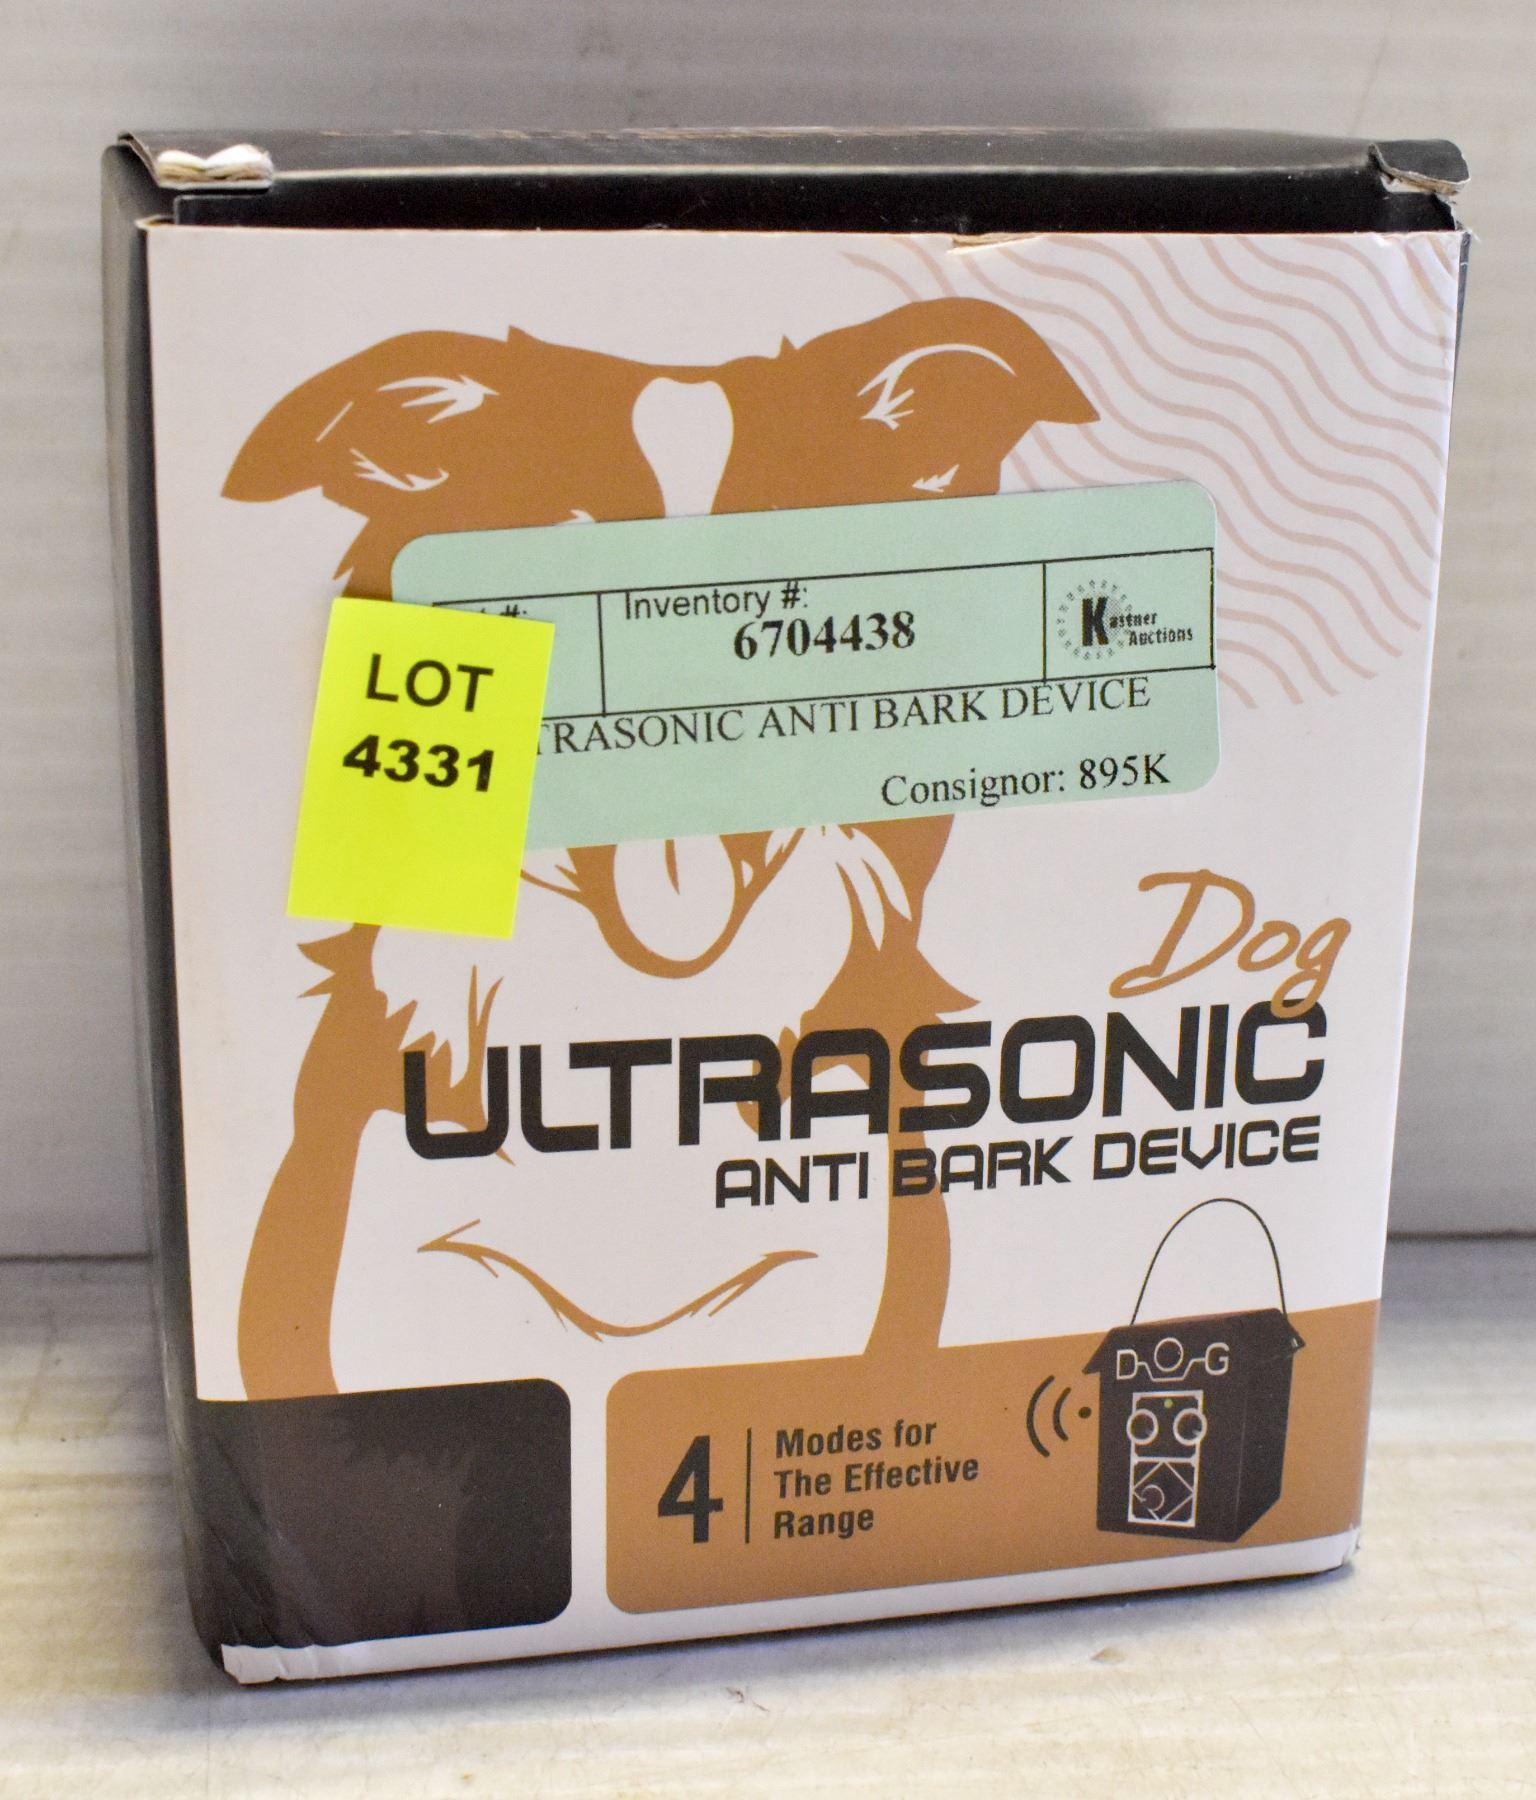 #:
Inventory #:
6704438
Kastner
Auctions
LOT
4331
TRASONIC ANTI BARK DEVICE
Consignor: 895K
Dog
ULTRASONIC
ANTI BARK DEVICE
DOG
4
Modes for
The Effective
Range